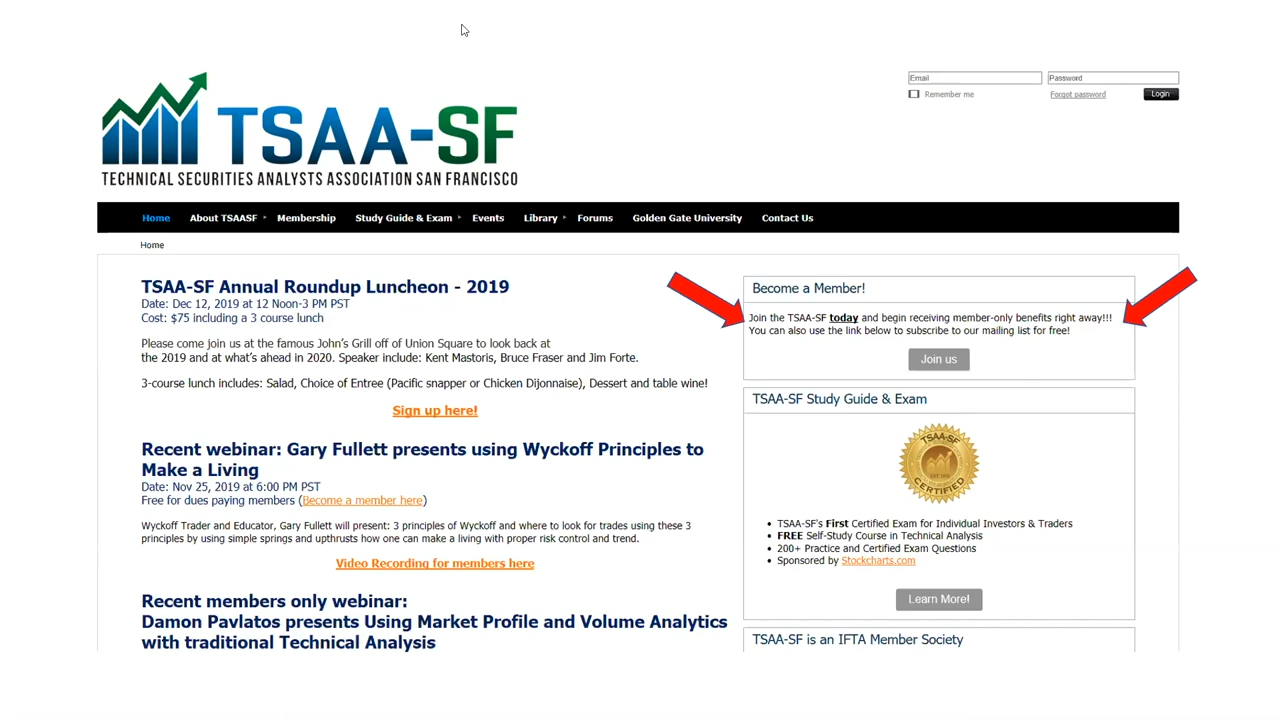 Email
Password
Remember me
Forgot password
Login
TSAA-SF
TECHNICAL SECURITIES ANALYSTS ASSOCIATION SAN FRANCISCO
Home
About TSAASF
Membership
Study Guide & Exam
Events
Library
Forums
Golden Gate University
Contact Us
Home
TSAA-SF Annual Roundup Luncheon - 2019
Date: Dec 12, 2019 at 12 Noon-3 PM PST
Cost: $75 including a 3 course lunch
Please come join us at the famous John's Grill off of Union Square to look back at
the 2019 and at what's ahead in 2020. Speaker include: Kent Mastoris, Bruce Fraser and Jim Forte.
3-course lunch includes: Salad, Choice of Entree (Pacific snapper or Chicken Dijonnaise), Dessert and table wine!
Sign up here!
Recent webinar: Gary Fullett presents using Wyckoff Principles to
Make a Living
Date: Nov 25, 2019 at 6:00 PM PST
Free for dues paying members (Become a member here)
Wyckoff Trader and Educator, Gary Fullett will present: 3 principles of Wyckoff and where to look for trades using these 3
principles by using simple springs and upthrusts how one can make a living with proper risk control and trend.
Video Recording for members here
Recent members only webinar:
Damon Pavlatos presents Using Market Profile and Volume Analytics
with traditional Technical Analysis
Become a Member!
Join the TSAA-SF today and begin receiving member-only benefits right away!!!
You can also use the link below to subscribe to our mailing list for free!
Join us
TSAA-SF Study Guide & Exam
TSAA-SF
CERTIFIED
• TSAA-SF's First Certified Exam for Individual Investors & Traders
• FREE Self-Study Course in Technical Analysis
• 200+ Practice and Certified Exam Questions
• Sponsored by Stockcharts.com
Learn More!
TSAA-SF is an IFTA Member Society